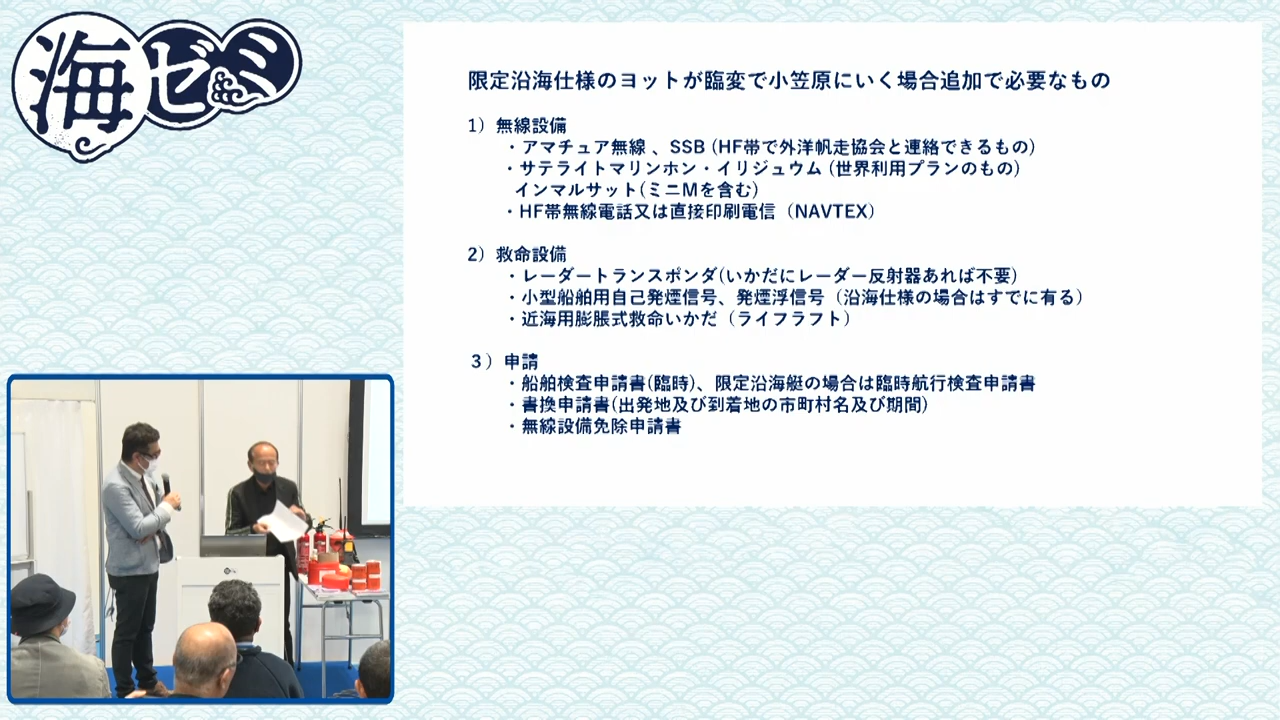 海ゼミ
限定沿海仕様のヨットが臨変で小笠原にいく場合追加で必要なもの
1）無線設備
・アマチュア無線 、SSB (HF帯で外洋帆走協会と連絡できるもの)
・サテライトマリンホン・イリジュウム (世界利用プランのもの)
インマルサット(ミニMを含む)
・HF帯無線電話又は直接印刷電信（NAVTEX）
2）救命設備
・レーダートランスポンダ(いかだにレーダー反射器あれば不要)
・小型船舶用自己発煙信号、発煙浮信号（沿海仕様の場合はすでに有る）
・近海用膨脹式救命いかだ（ライフラフト）
３）申請
・船舶検査申請書(臨時)、限定沿海艇の場合は臨時航行検査申請書
・書換申請書(出発地及び到着地の市町村名及び期間)
・無線設備免除申請書